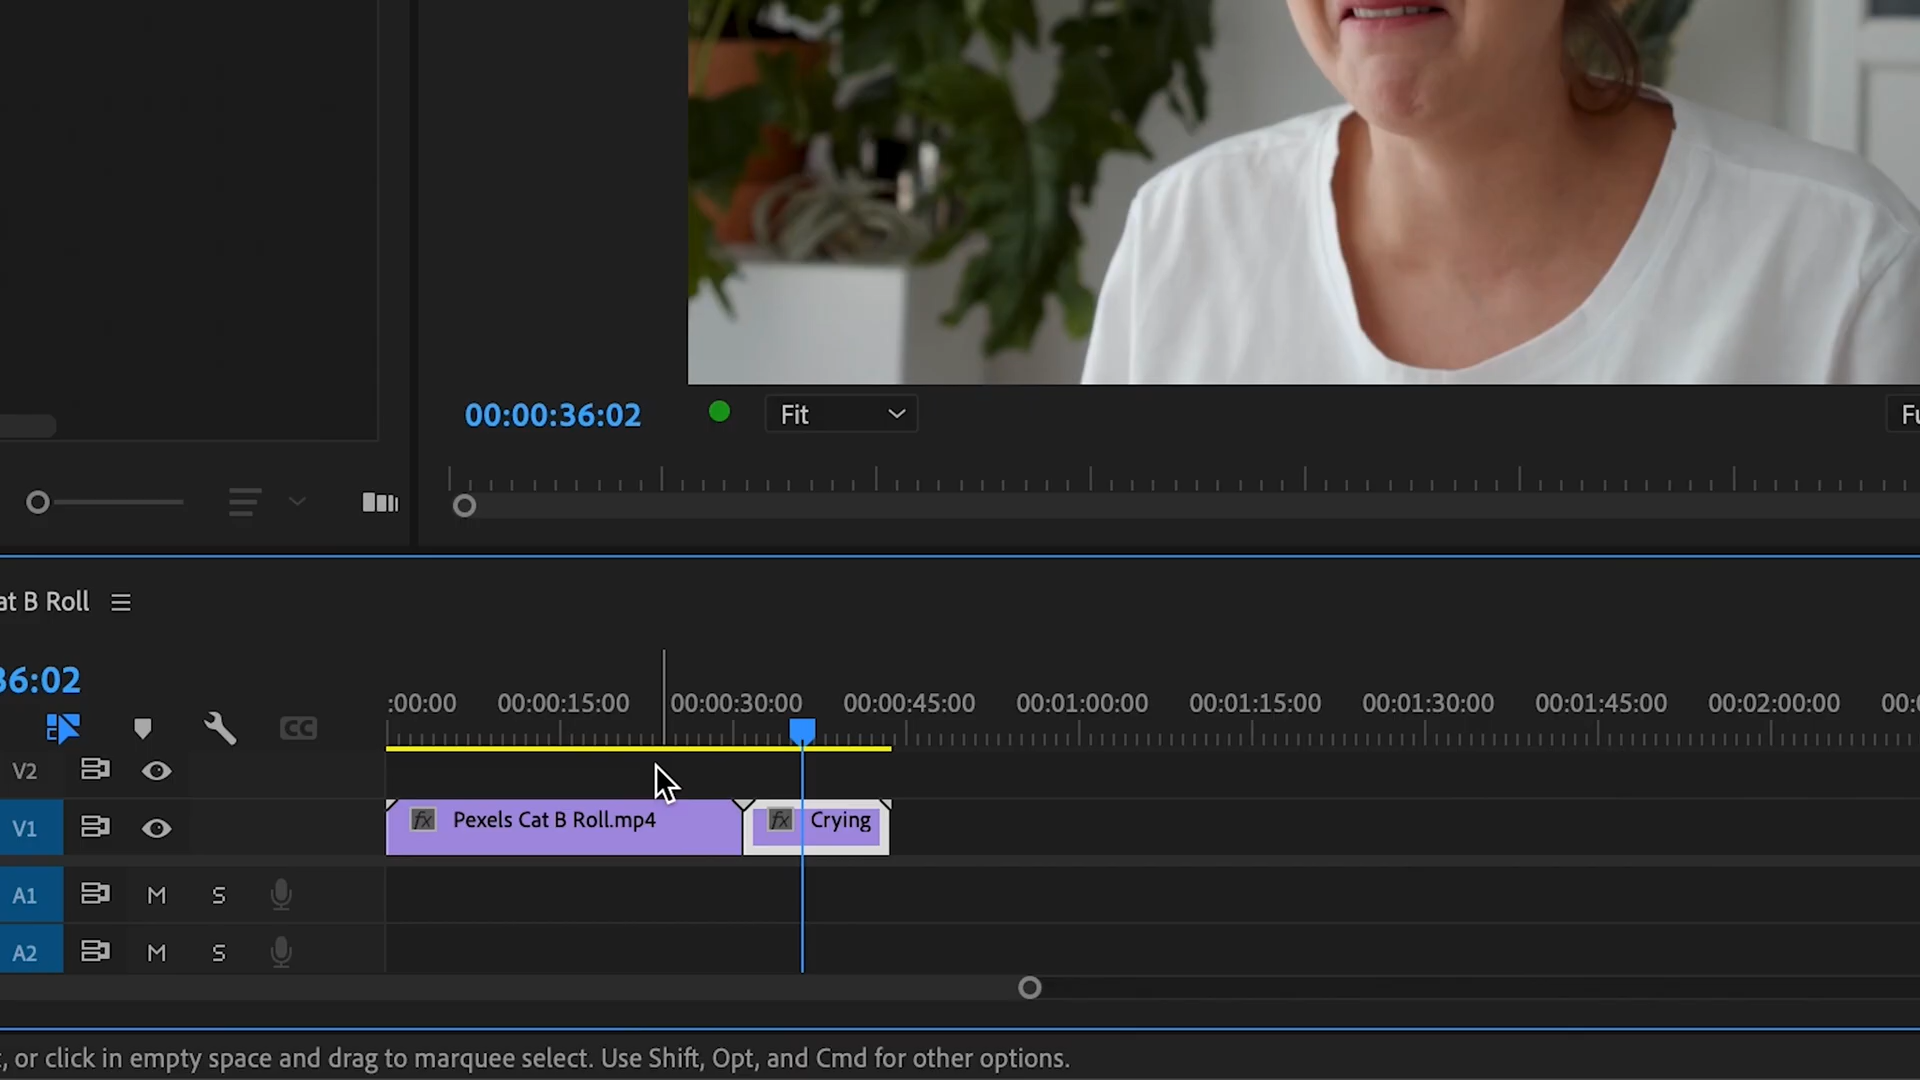 00:00:36:02
Fit
Fu
at B Roll
36:02
:00:00
00:00:15:00
00:00:30:00
00:00:45:00
00:01:00:00
00:01:15:00
00:01:30:00
00:01:45:00
00:02:00:00
00:0
CC
V2
V1
fx Pexels Cat B Roll.mp4
fx Crying
A1 M S
A2 M S
, or click in empty space and drag to marquee select. Use Shift, Opt, and Cmd for other options.